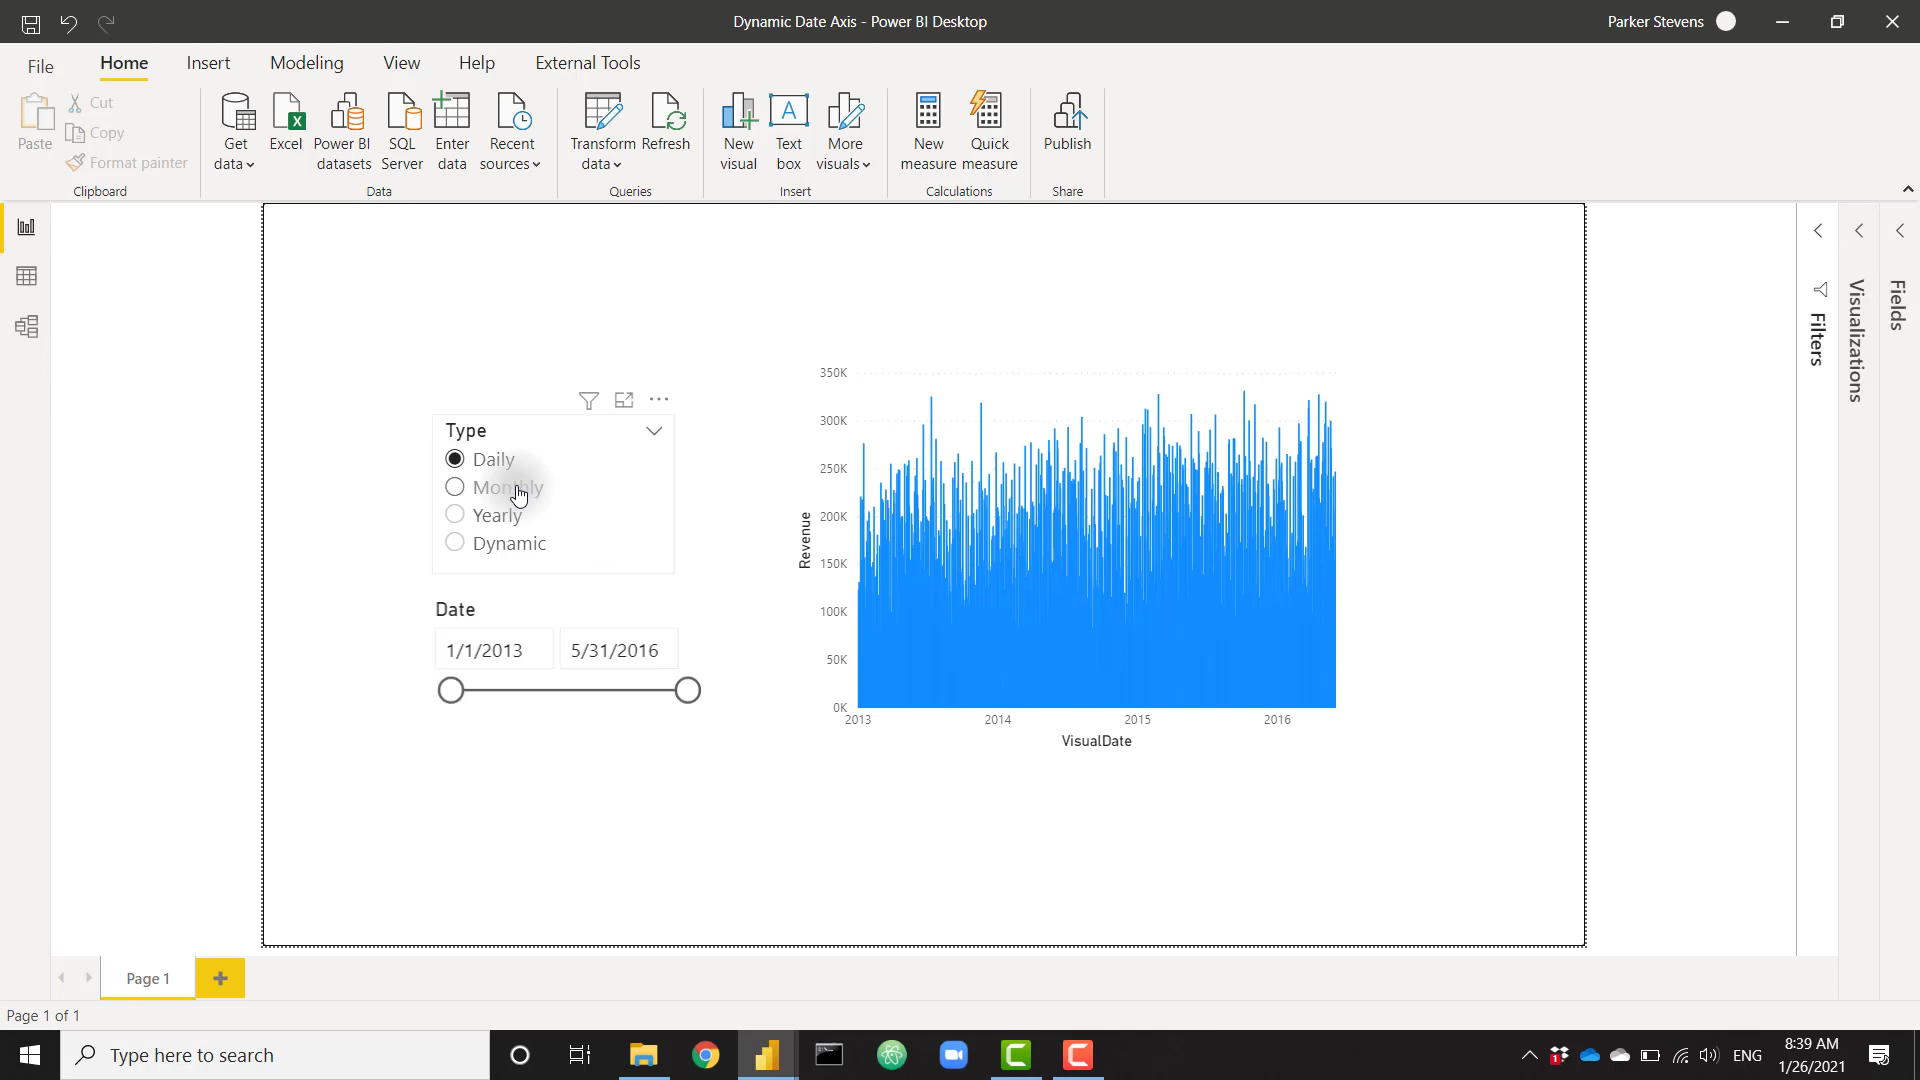 Dynamic Date Axis - Power BI Desktop
Parker Stevens
File
Home
Insert
Modeling
View
Help
External Tools
Paste
Cut
Copy
Format painter
Clipboard
Get data
Excel
Power BI datasets
SQL Server
Enter data
Recent sources
Data
Transform data
Refresh
Queries
New visual
Text box
More visuals
Insert
New measure
Quick measure
Calculations
Publish
Share
Type
Daily
Monthly
Yearly
Dynamic
Date
1/1/2013
5/31/2016
350K
300K
250K
200K
150K
100K
50K
0K
Revenue
2013
2014
2015
2016
VisualDate
Filters
Visualizations
Fields
Page 1
Page 1 of 1
Type here to search
ENG
8:39 AM
1/26/2021